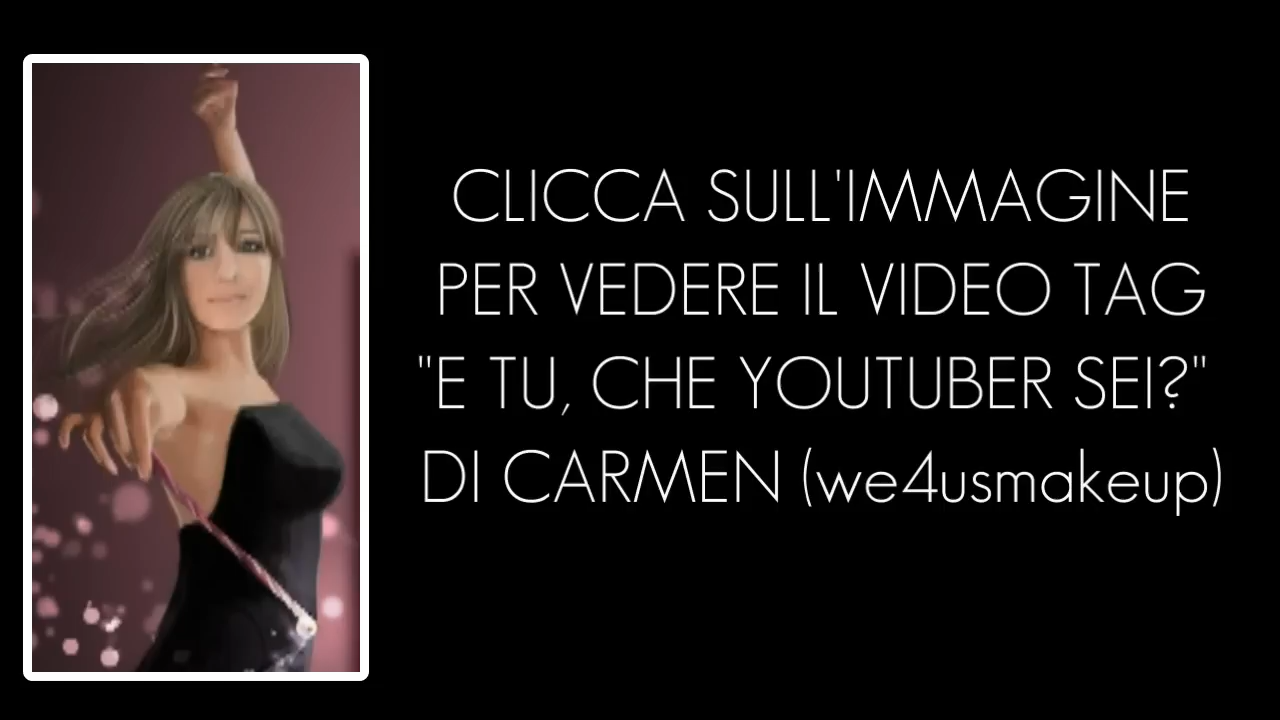 CLICCA SULL'IMMAGINE
PER VEDERE IL VIDEO TAG
"E TU, CHE YOUTUBER SEI?"
DI CARMEN (we4usmakeup)